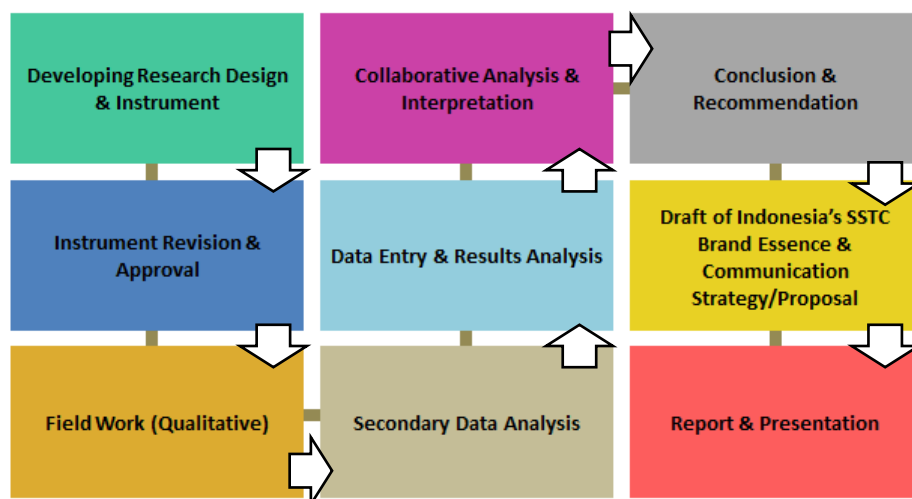 Developing Research Design
& Instrument
Instrument Revision &
Approval
Field Work (Qualitative)
Secondary Data Analysis
Data Entry & Results Analysis
Collaborative Analysis &
Interpretation
Conclusion &
Recommendation
Draft of Indonesia’s SSTC
Brand Essence &
Communication
Strategy/Proposal
Report & Presentation